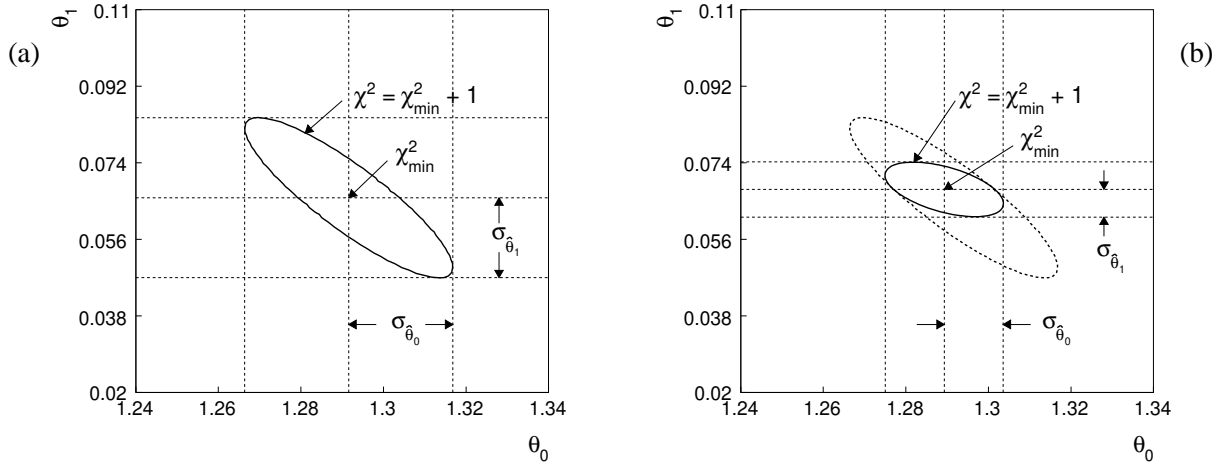 (a)
θ₁
0.11
0.092
0.074
0.056
0.038
0.02
χ² = χ²min + 1
χ²min
σθ̂₁
σθ̂₀
1.24 1.26 1.28 1.3 1.32 1.34
θ₀
(b)
θ₁
0.11
0.092
0.074
0.056
0.038
0.02
χ² = χ²min + 1
χ²min
σθ̂₁
σθ̂₀
1.24 1.26 1.28 1.3 1.32 1.34
θ₀